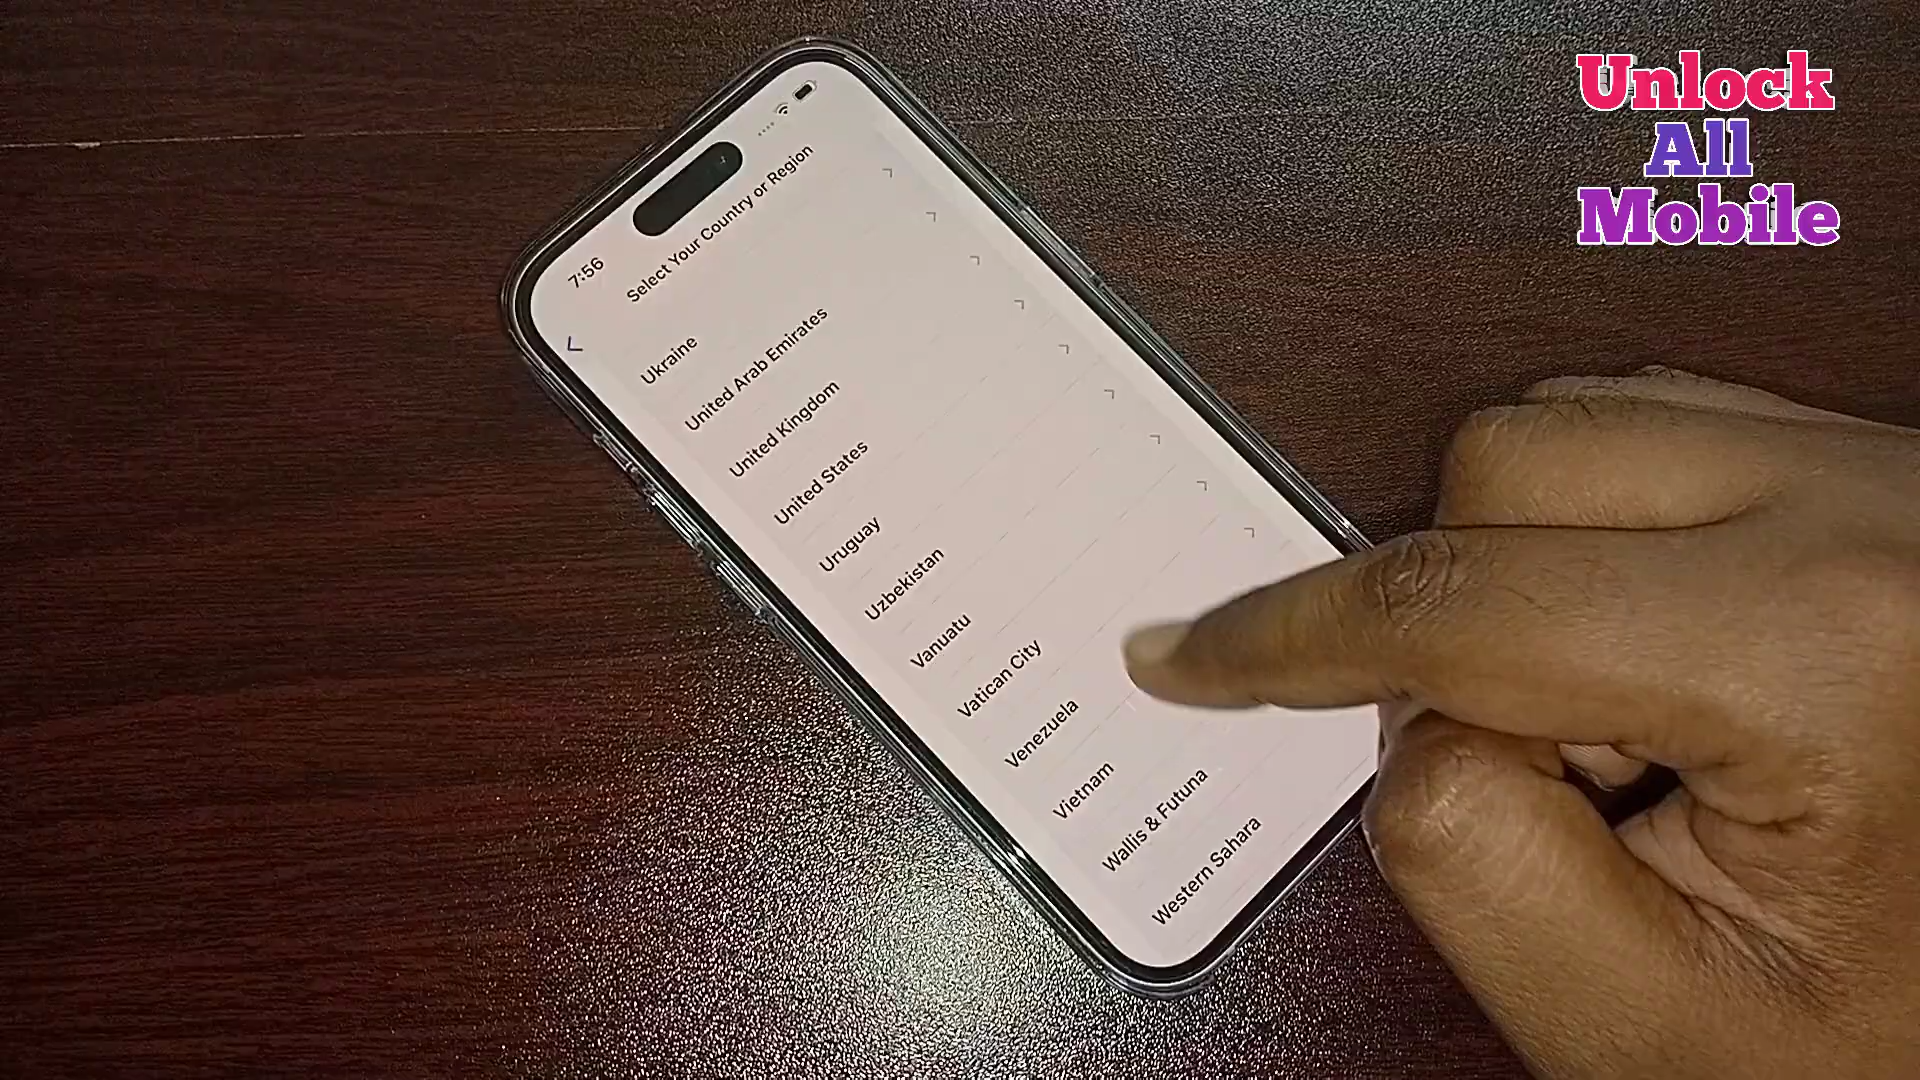 Unlock
All
Mobile
7:56
Select Your Country or Region
Ukraine
United Arab Emirates
United Kingdom
United States
Uruguay
Uzbekistan
Vanuatu
Vatican City
Venezuela
Vietnam
Wallis & Futuna
Western Sahara